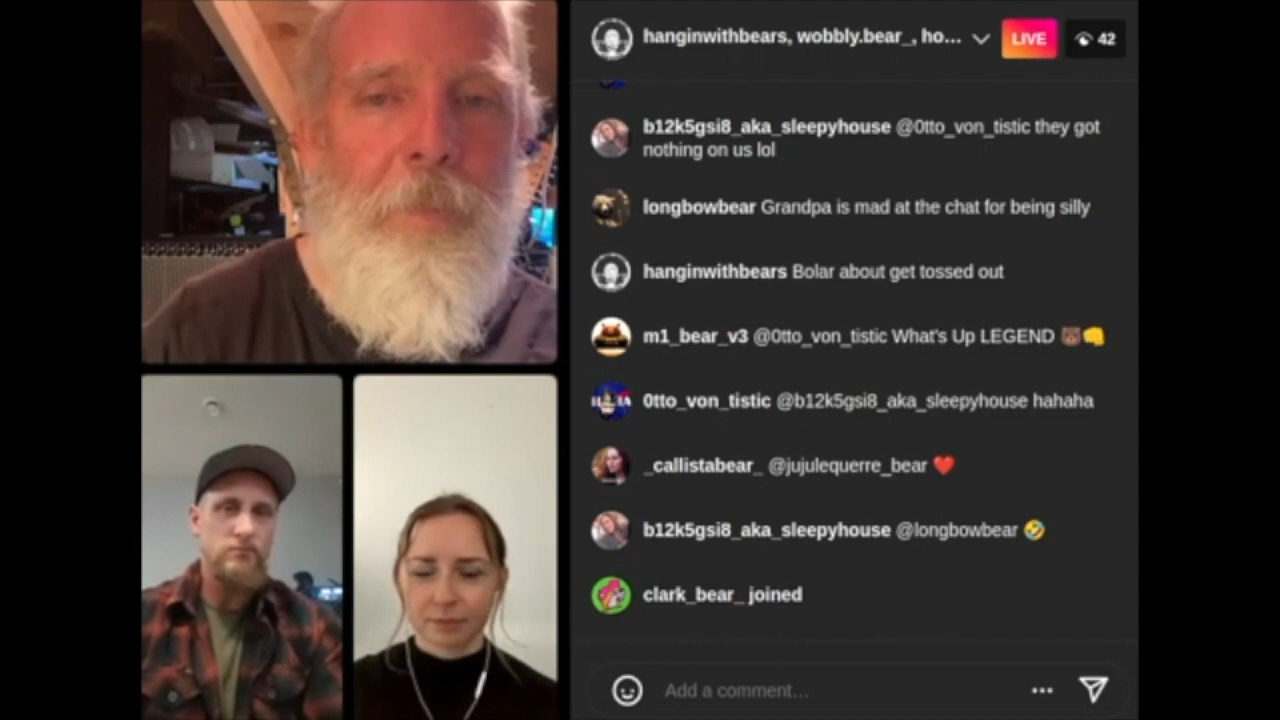 hanginwithbears, wobbly.bear_, ho...
LIVE
42
b12k5gsi8_aka_sleepyhouse @0tto_von_tistic they got
nothing on us lol
longbowbear Grandpa is mad at the chat for being silly
hanginwithbears Bolar about get tossed out
m1_bear_v3 @0tto_von_tistic What's Up LEGEND 🐻👊
0tto_von_tistic @b12k5gsi8_aka_sleepyhouse hahaha
_callistabear_ @jujulequerre_bear ❤️
b12k5gsi8_aka_sleepyhouse @longbowbear 🤣
clark_bear_ joined
Add a comment...